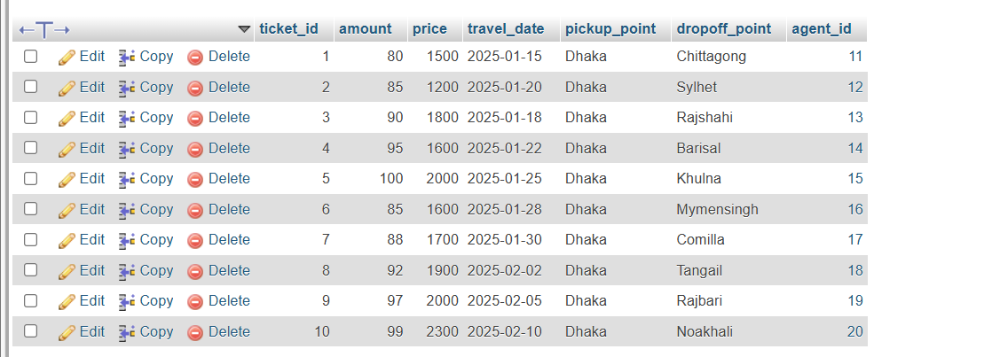 ←T→ ticket_id amount price travel_date pickup_point dropoff_point agent_id
Edit Copy Delete 1 80 1500 2025-01-15 Dhaka Chittagong 11
Edit Copy Delete 2 85 1200 2025-01-20 Dhaka Sylhet 12
Edit Copy Delete 3 90 1800 2025-01-18 Dhaka Rajshahi 13
Edit Copy Delete 4 95 1600 2025-01-22 Dhaka Barisal 14
Edit Copy Delete 5 100 2000 2025-01-25 Dhaka Khulna 15
Edit Copy Delete 6 85 1600 2025-01-28 Dhaka Mymensingh 16
Edit Copy Delete 7 88 1700 2025-01-30 Dhaka Comilla 17
Edit Copy Delete 8 92 1900 2025-02-02 Dhaka Tangail 18
Edit Copy Delete 9 97 2000 2025-02-05 Dhaka Rajbari 19
Edit Copy Delete 10 99 2300 2025-02-10 Dhaka Noakhali 20